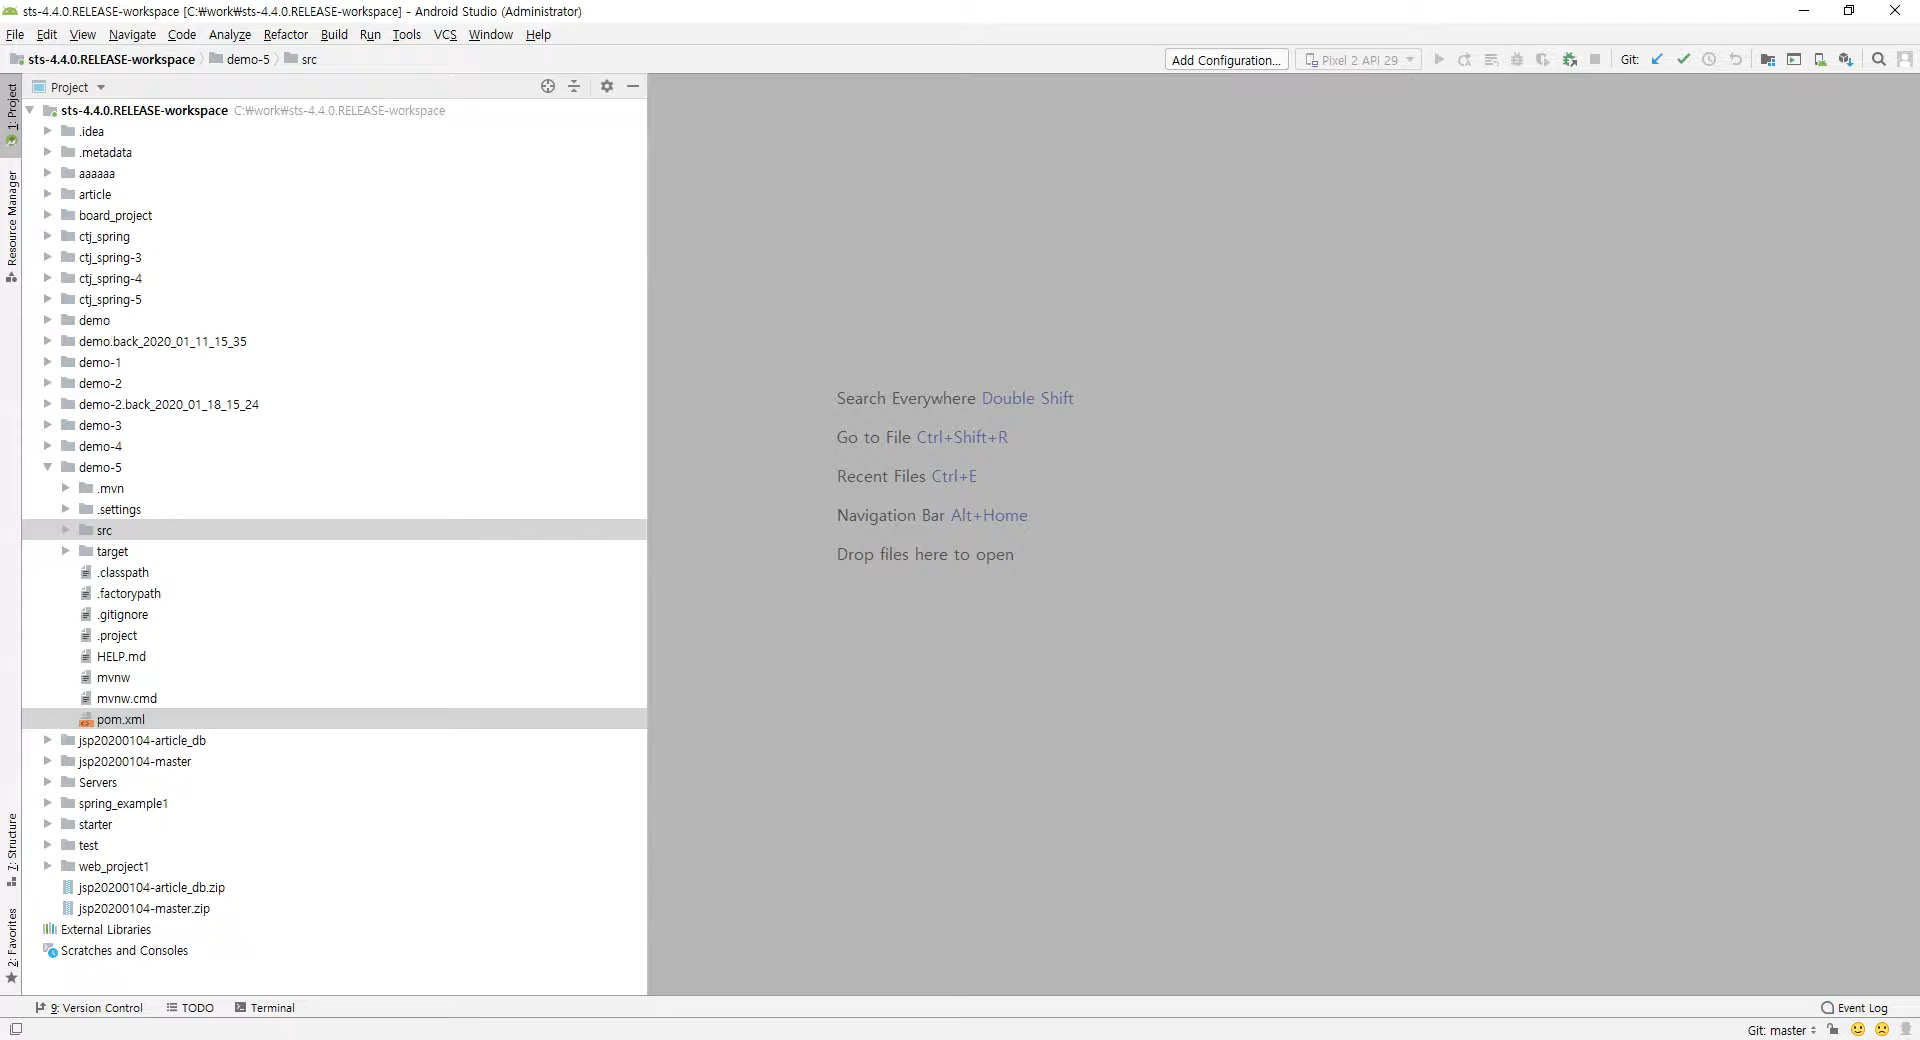 sts-4.4.0.RELEASE-workspace [C:₩work₩sts-4.4.0.RELEASE-workspace] - Android Studio (Administrator)
File Edit View Navigate Code Analyze Refactor Build Run Tools VCS Window Help
sts-4.4.0.RELEASE-workspace demo-5 src
Add Configuration... Pixel 2 API 29 Git:
1: Project
Resource Manager
7: Structure
2: Favorites
Project
sts-4.4.0.RELEASE-workspace C:₩work₩sts-4.4.0.RELEASE-workspace
.idea
.metadata
aaaaaa
article
board_project
ctj_spring
ctj_spring-3
ctj_spring-4
ctj_spring-5
demo
demo.back_2020_01_11_15_35
demo-1
demo-2
demo-2.back_2020_01_18_15_24
demo-3
demo-4
demo-5
.mvn
.settings
src
target
.classpath
.factorypath
.gitignore
.project
HELP.md
mvnw
mvnw.cmd
pom.xml
jsp20200104-article_db
jsp20200104-master
Servers
spring_example1
starter
test
web_project1
jsp20200104-article_db.zip
jsp20200104-master.zip
External Libraries
Scratches and Consoles
Search Everywhere Double Shift
Go to File Ctrl+Shift+R
Recent Files Ctrl+E
Navigation Bar Alt+Home
Drop files here to open
9: Version Control TODO Terminal Event Log
Git: master